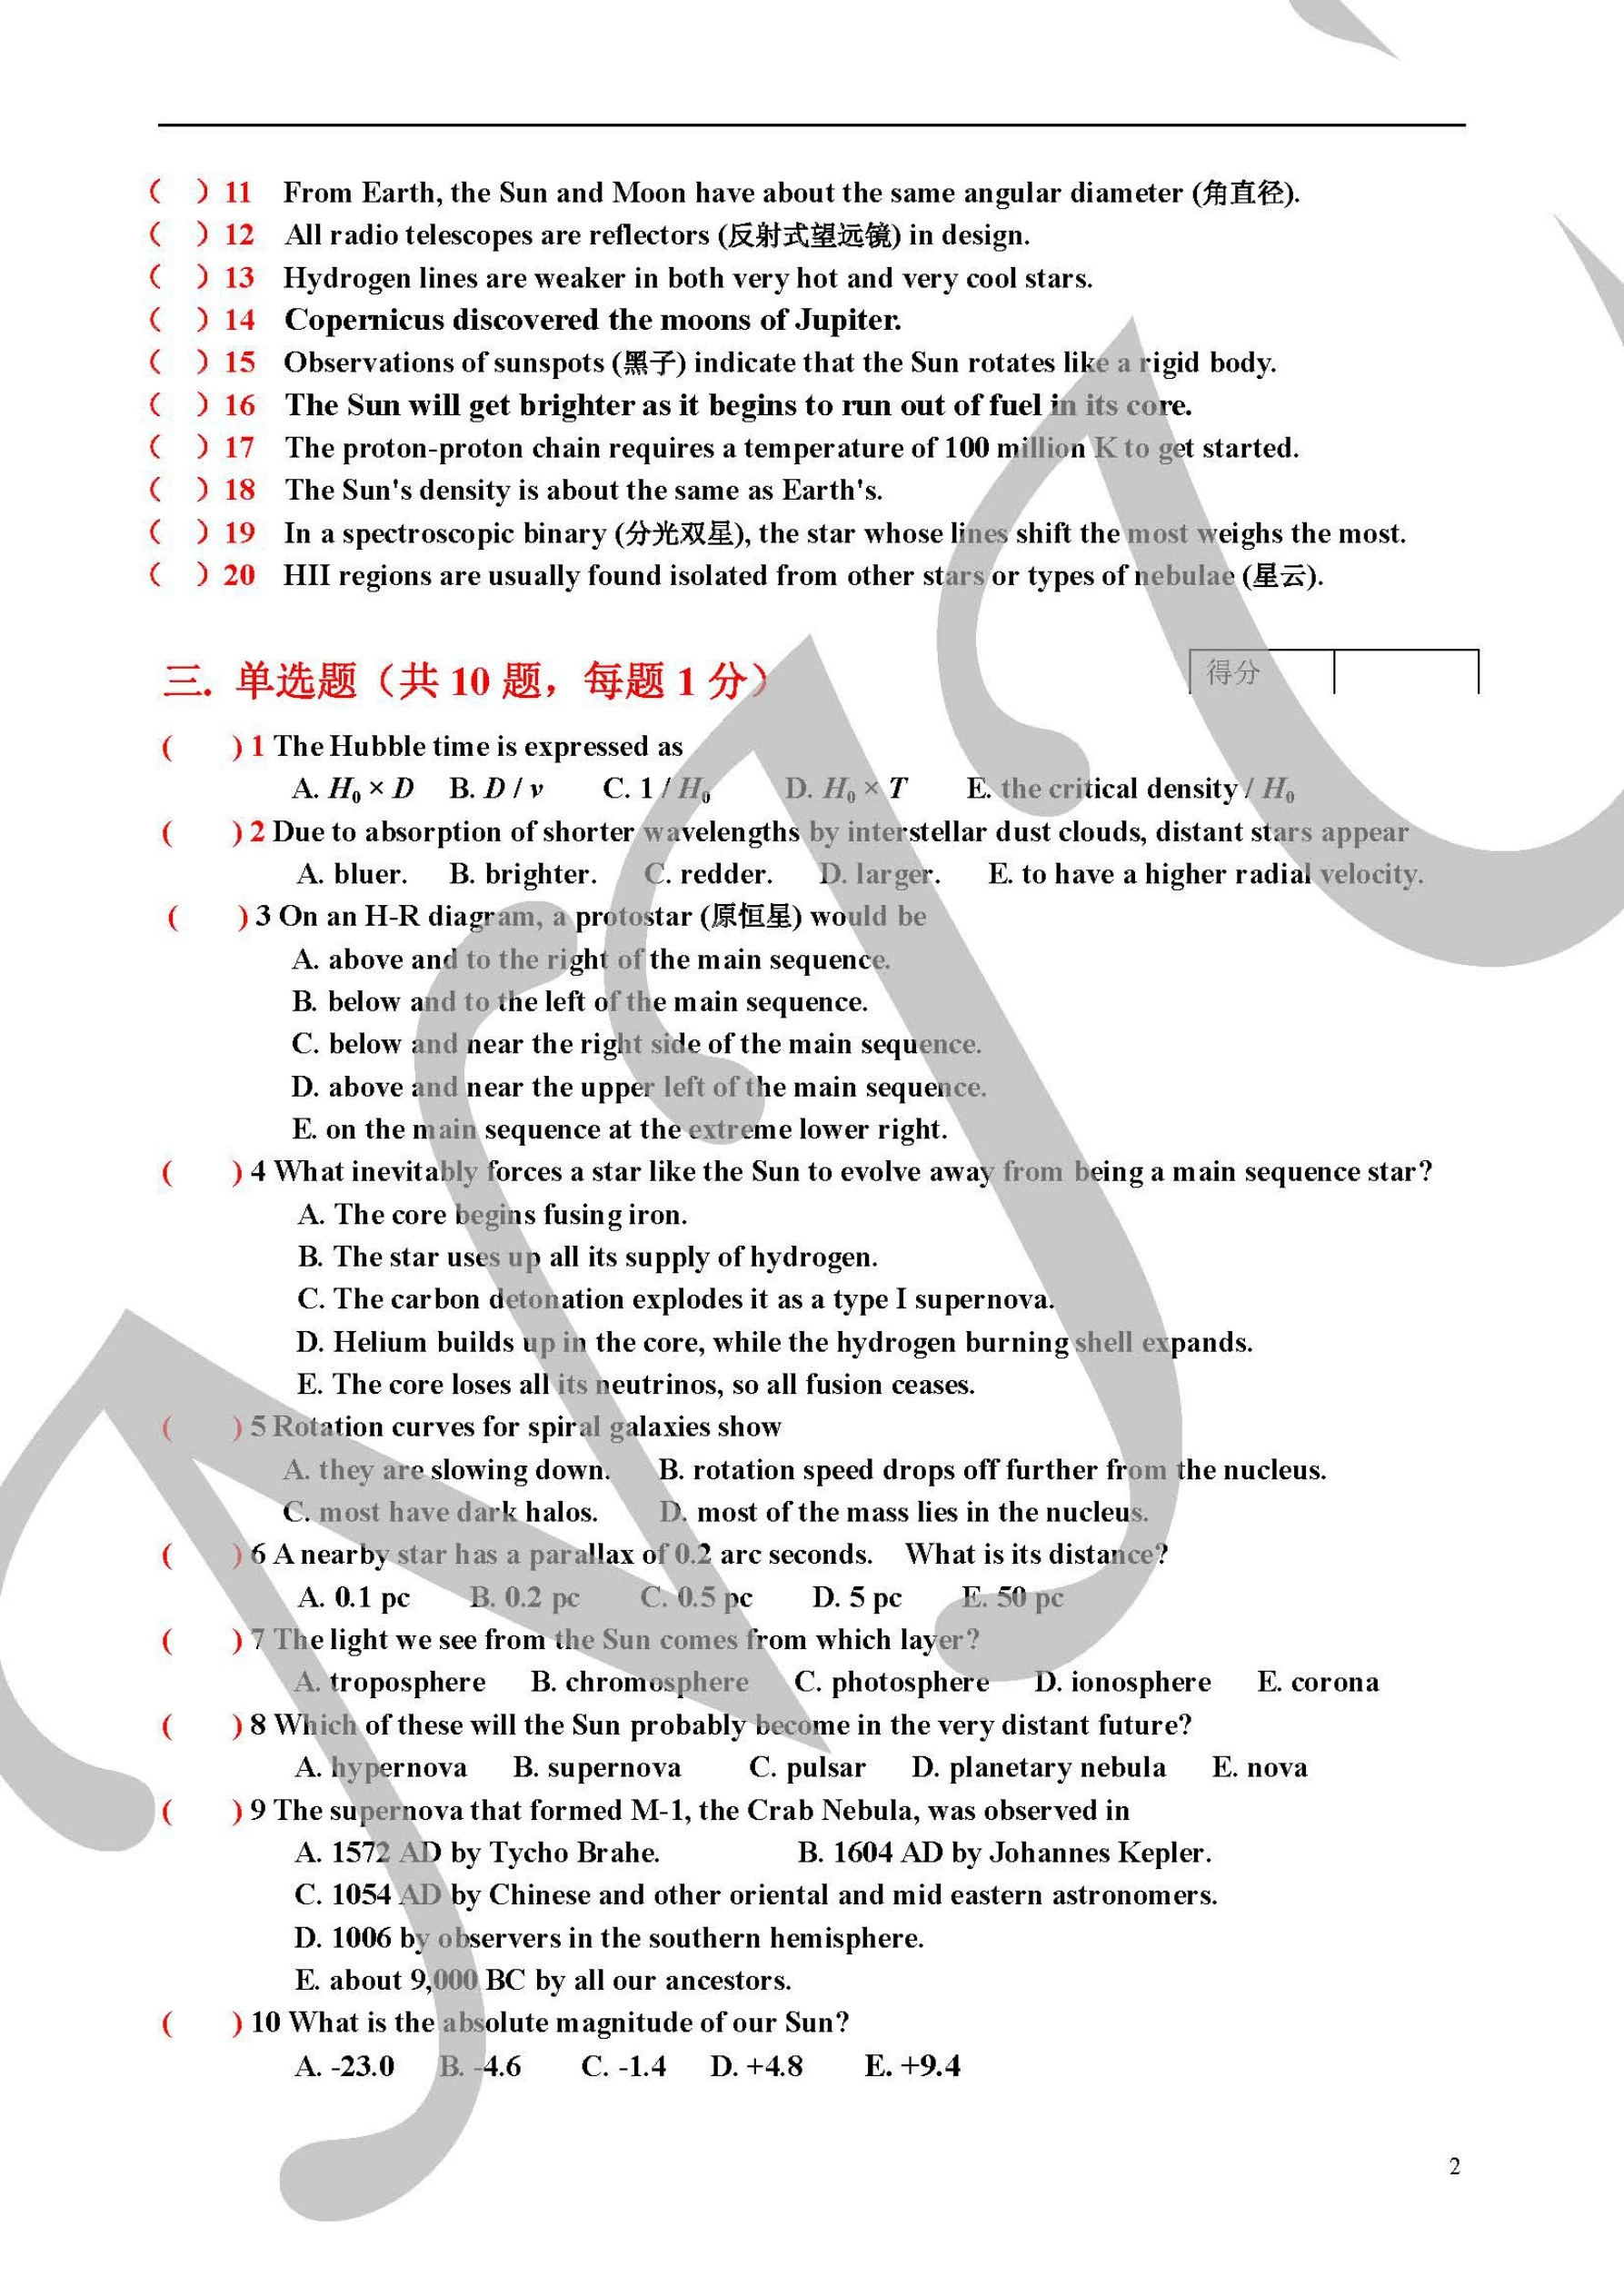 （ ）11 From Earth, the Sun and Moon have about the same angular diameter (角直径).
（ ）12 All radio telescopes are reflectors (反射式望远镜) in design.
（ ）13 Hydrogen lines are weaker in both very hot and very cool stars.
（ ）14 Copernicus discovered the moons of Jupiter.
（ ）15 Observations of sunspots (黑子) indicate that the Sun rotates like a rigid body.
（ ）16 The Sun will get brighter as it begins to run out of fuel in its core.
（ ）17 The proton-proton chain requires a temperature of 100 million K to get started.
（ ）18 The Sun's density is about the same as Earth's.
（ ）19 In a spectroscopic binary (分光双星), the star whose lines shift the most weighs the most.
（ ）20 HII regions are usually found isolated from other stars or types of nebulae (星云).
三. 单选题（共 10 题，每题 1 分） 得分
( ) 1 The Hubble time is expressed as
A. H₀ × D B. D / v C. 1 / H₀ D. H₀ × T E. the critical density / H₀
( ) 2 Due to absorption of shorter wavelengths by interstellar dust clouds, distant stars appear
A. bluer. B. brighter. C. redder. D. larger. E. to have a higher radial velocity.
( ) 3 On an H-R diagram, a protostar (原恒星) would be
A. above and to the right of the main sequence.
B. below and to the left of the main sequence.
C. below and near the right side of the main sequence.
D. above and near the upper left of the main sequence.
E. on the main sequence at the extreme lower right.
( ) 4 What inevitably forces a star like the Sun to evolve away from being a main sequence star?
A. The core begins fusing iron.
B. The star uses up all its supply of hydrogen.
C. The carbon detonation explodes it as a type I supernova.
D. Helium builds up in the core, while the hydrogen burning shell expands.
E. The core loses all its neutrinos, so all fusion ceases.
( ) 5 Rotation curves for spiral galaxies show
A. they are slowing down. B. rotation speed drops off further from the nucleus.
C. most have dark halos. D. most of the mass lies in the nucleus.
( ) 6 A nearby star has a parallax of 0.2 arc seconds. What is its distance?
A. 0.1 pc B. 0.2 pc C. 0.5 pc D. 5 pc E. 50 pc
( ) 7 The light we see from the Sun comes from which layer?
A. troposphere B. chromosphere C. photosphere D. ionosphere E. corona
( ) 8 Which of these will the Sun probably become in the very distant future?
A. hypernova B. supernova C. pulsar D. planetary nebula E. nova
( ) 9 The supernova that formed M-1, the Crab Nebula, was observed in
A. 1572 AD by Tycho Brahe. B. 1604 AD by Johannes Kepler.
C. 1054 AD by Chinese and other oriental and mid eastern astronomers.
D. 1006 by observers in the southern hemisphere.
E. about 9,000 BC by all our ancestors.
( ) 10 What is the absolute magnitude of our Sun?
A. -23.0 B. -4.6 C. -1.4 D. +4.8 E. +9.4
2